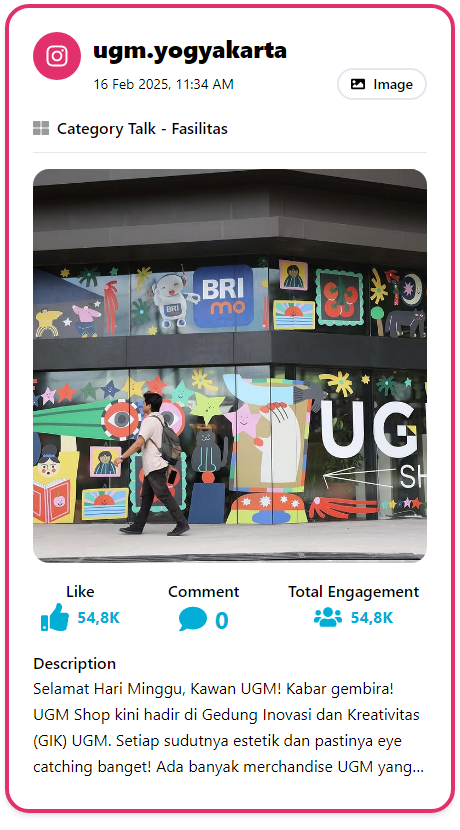 ugm.yogyakarta
16 Feb 2025, 11:34 AM
Image
Category Talk - Fasilitas
BRI
mo
BRI
UG
SH
Like
Comment
Total Engagement
54,8K
0
54,8K
Description
Selamat Hari Minggu, Kawan UGM! Kabar gembira!
UGM Shop kini hadir di Gedung Inovasi dan Kreativitas
(GIK) UGM. Setiap sudutnya estetik dan pastinya eye
catching banget! Ada banyak merchandise UGM yang...